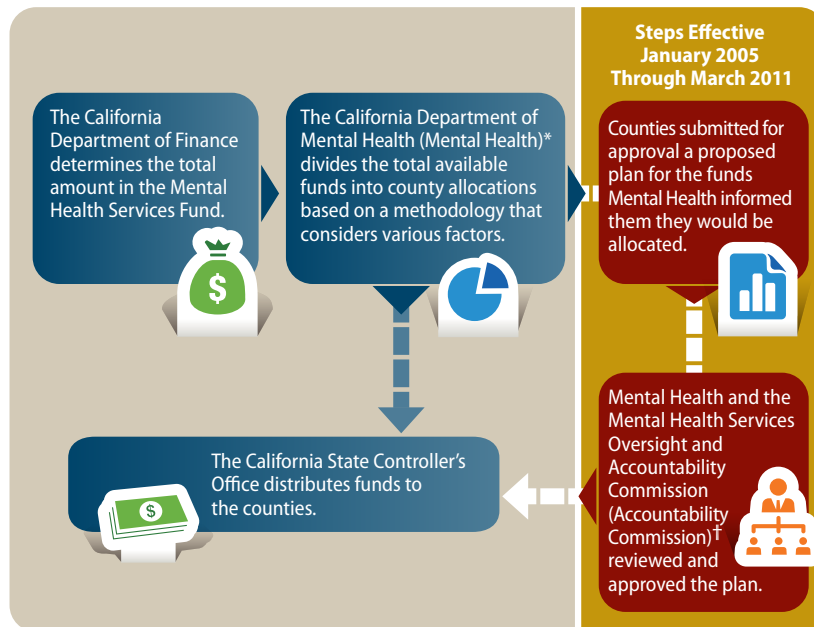 Steps Effective
January 2005
Through March 2011
The California
Department of Finance
determines the total
amount in the Mental
Health Services Fund.
$
The California Department of
Mental Health (Mental Health)*
divides the total available
funds into county allocations
based on a methodology that
considers various factors.
Counties submitted for
approval a proposed
plan for the funds
Mental Health informed
them they would be
allocated.
Mental Health and the
Mental Health Services
Oversight and
Accountability
Commission
(Accountability
Commission)†
reviewed and
approved the plan.
The California State Controller’s
Office distributes funds to
the counties.
$